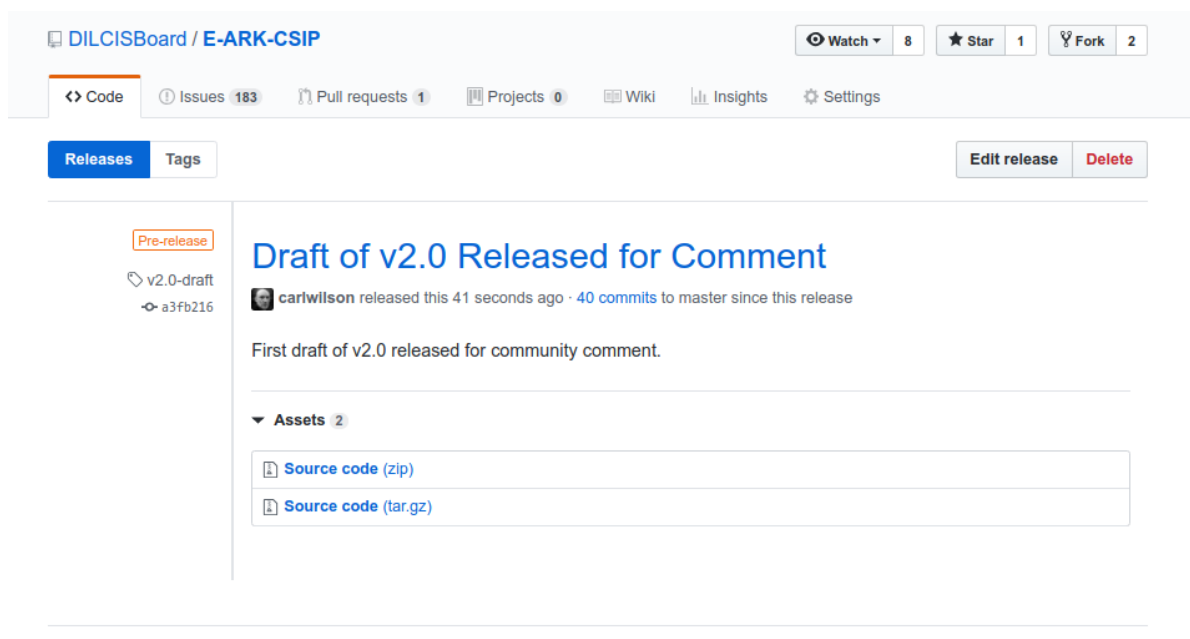 DILCISBoard / E-ARK-CSIP
Watch 8 Star 1 Fork 2
Code Issues 183 Pull requests 1 Projects 0 Wiki Insights Settings
Releases Tags Edit release Delete
Pre-release
v2.0-draft
a3fb216
Draft of v2.0 Released for Comment
carlwilson released this 41 seconds ago · 40 commits to master since this release
First draft of v2.0 released for community comment.
Assets 2
Source code (zip)
Source code (tar.gz)